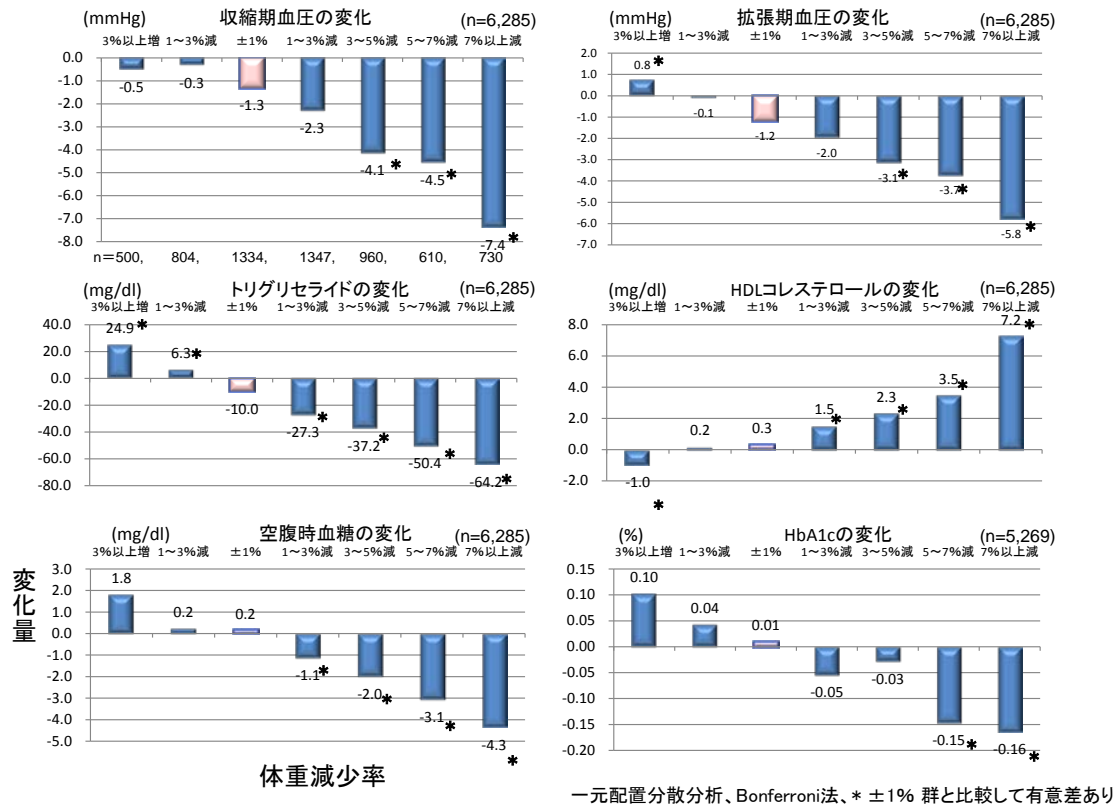 (mmHg) 収縮期血圧の変化 (n=6,285)
3%以上増 1～3%減 ±1% 1～3%減 3～5%減 5～7%減 7%以上減
0.0
-1.0
-2.0
-3.0
-4.0
-5.0
-6.0
-7.0
-8.0
-0.5 -0.3 -1.3 -2.3 -4.1* -4.5* -7.4*
n=500, 804, 1334, 1347, 960, 610, 730
(mmHg) 拡張期血圧の変化 (n=6,285)
3%以上増 1～3%減 ±1% 1～3%減 3～5%減 5～7%減 7%以上減
2.0
1.0
0.0
-1.0
-2.0
-3.0
-4.0
-5.0
-6.0
-7.0
0.8* -0.1 -1.2 -2.0 -3.1* -3.7* -5.8*
(mg/dl) トリグリセライドの変化 (n=6,285)
3%以上増 1～3%減 ±1% 1～3%減 3～5%減 5～7%減 7%以上減
40.0
20.0
0.0
-20.0
-40.0
-60.0
-80.0
24.9* 6.3* -10.0 -27.3* -37.2* -50.4* -64.2*
(mg/dl) HDLコレステロールの変化 (n=6,285)
3%以上増 1～3%減 ±1% 1～3%減 3～5%減 5～7%減 7%以上減
8.0
6.0
4.0
2.0
0.0
-2.0
-1.0* 0.2 0.3 1.5* 2.3* 3.5* 7.2*
(mg/dl) 空腹時血糖の変化 (n=6,285)
3%以上増 1～3%減 ±1% 1～3%減 3～5%減 5～7%減 7%以上減
変化量
3.0
2.0
1.0
0.0
-1.0
-2.0
-3.0
-4.0
-5.0
1.8 0.2 0.2 -1.1* -2.0* -3.1* -4.3*
体重減少率
(%) HbA1cの変化 (n=5,269)
3%以上増 1～3%減 ±1% 1～3%減 3～5%減 5～7%減 7%以上減
0.15
0.10
0.05
0.00
-0.05
-0.10
-0.15
-0.20
0.10 0.04 0.01 -0.05 -0.03 -0.15* -0.16*
一元配置分散分析、Bonferroni法、* ±1% 群と比較して有意差あり